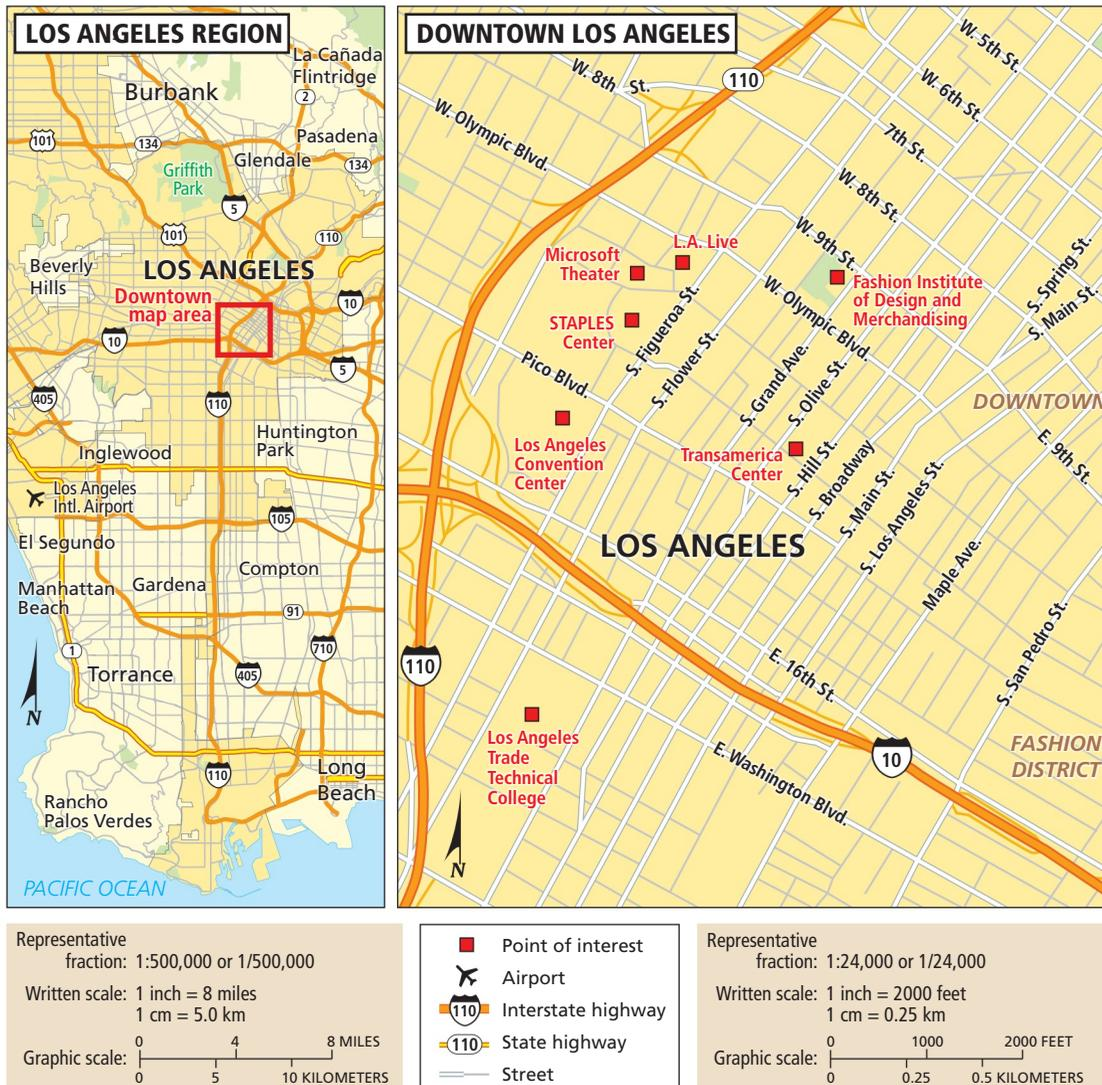 LOS ANGELES REGION
La Cañada
Flintridge
2
Burbank
Pasadena
101
134
Glendale
134
Griffith
Park
5
101
110
LOS ANGELES
Beverly
Hills
Downtown
map area
10
10
5
405
110
Huntington
Park
Inglewood
Los Angeles
Intl. Airport
105
El Segundo
Compton
Manhattan
Beach
Gardena
91
710
1
Torrance
405
N
110
Long
Beach
Rancho
Palos Verdes
PACIFIC OCEAN
DOWNTOWN LOS ANGELES
W. 5th St.
W. 8th St.
110
W. 6th St.
W. Olympic Blvd.
7th St.
W. 8th St.
W. 9th St.
L.A. Live
Microsoft
Theater
Fashion Institute
of Design and
Merchandising
S. Spring St.
S. Main St.
W. Olympic Blvd.
STAPLES
Center
S. Figueroa St.
S. Flower St.
Pico Blvd.
S. Grand Ave.
S. Olive St.
DOWNTOWN
Los Angeles
Convention
Center
Transamerica
Center
S. Hill St.
S. Broadway
S. Main St.
S. Los Angeles St.
E. 9th St.
LOS ANGELES
Maple Ave.
S. San Pedro St.
110
E. 16th St.
Los Angeles
Trade
Technical
College
E. Washington Blvd.
10
FASHION
DISTRICT
N
Representative
fraction: 1:500,000 or 1/500,000
Written scale: 1 inch = 8 miles
1 cm = 5.0 km
0 4 8 MILES
Graphic scale:
0 5 10 KILOMETERS
Point of interest
Airport
110 Interstate highway
110 State highway
Street
Representative
fraction: 1:24,000 or 1/24,000
Written scale: 1 inch = 2000 feet
1 cm = 0.25 km
0 1000 2000 FEET
Graphic scale:
0 0.25 0.5 KILOMETERS